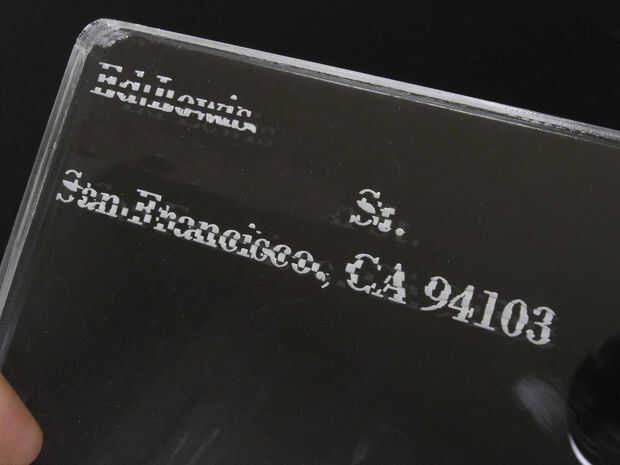 Ed Lewis
St.
San Francisco, CA 94103